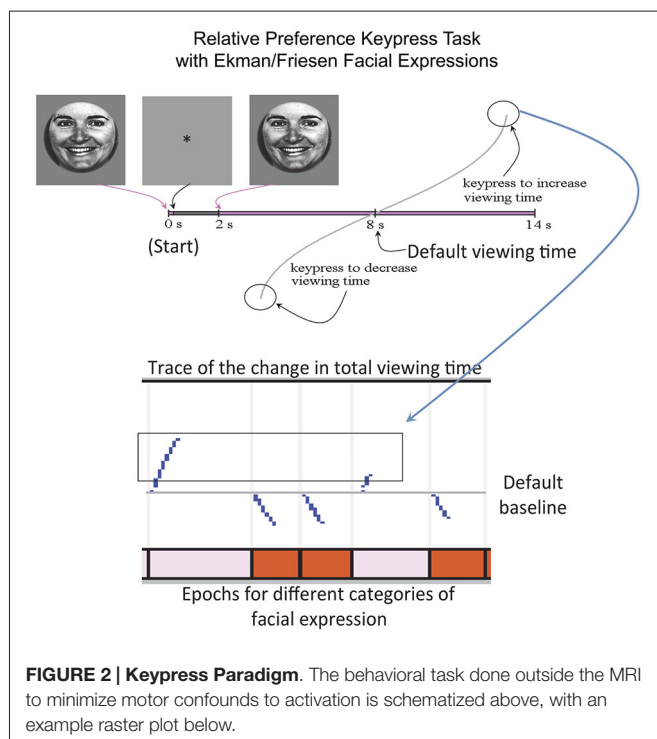 Relative Preference Keypress Task
with Ekman/Friesen Facial Expressions
*
keypress to increase
viewing time
0 s
2 s
8 s
14 s
(Start)
Default viewing time
keypress to decrease
viewing time
Trace of the change in total viewing time
Default
baseline
Epochs for different categories of
facial expression
FIGURE 2 | Keypress Paradigm. The behavioral task done outside the MRI
to minimize motor confounds to activation is schematized above, with an
example raster plot below.